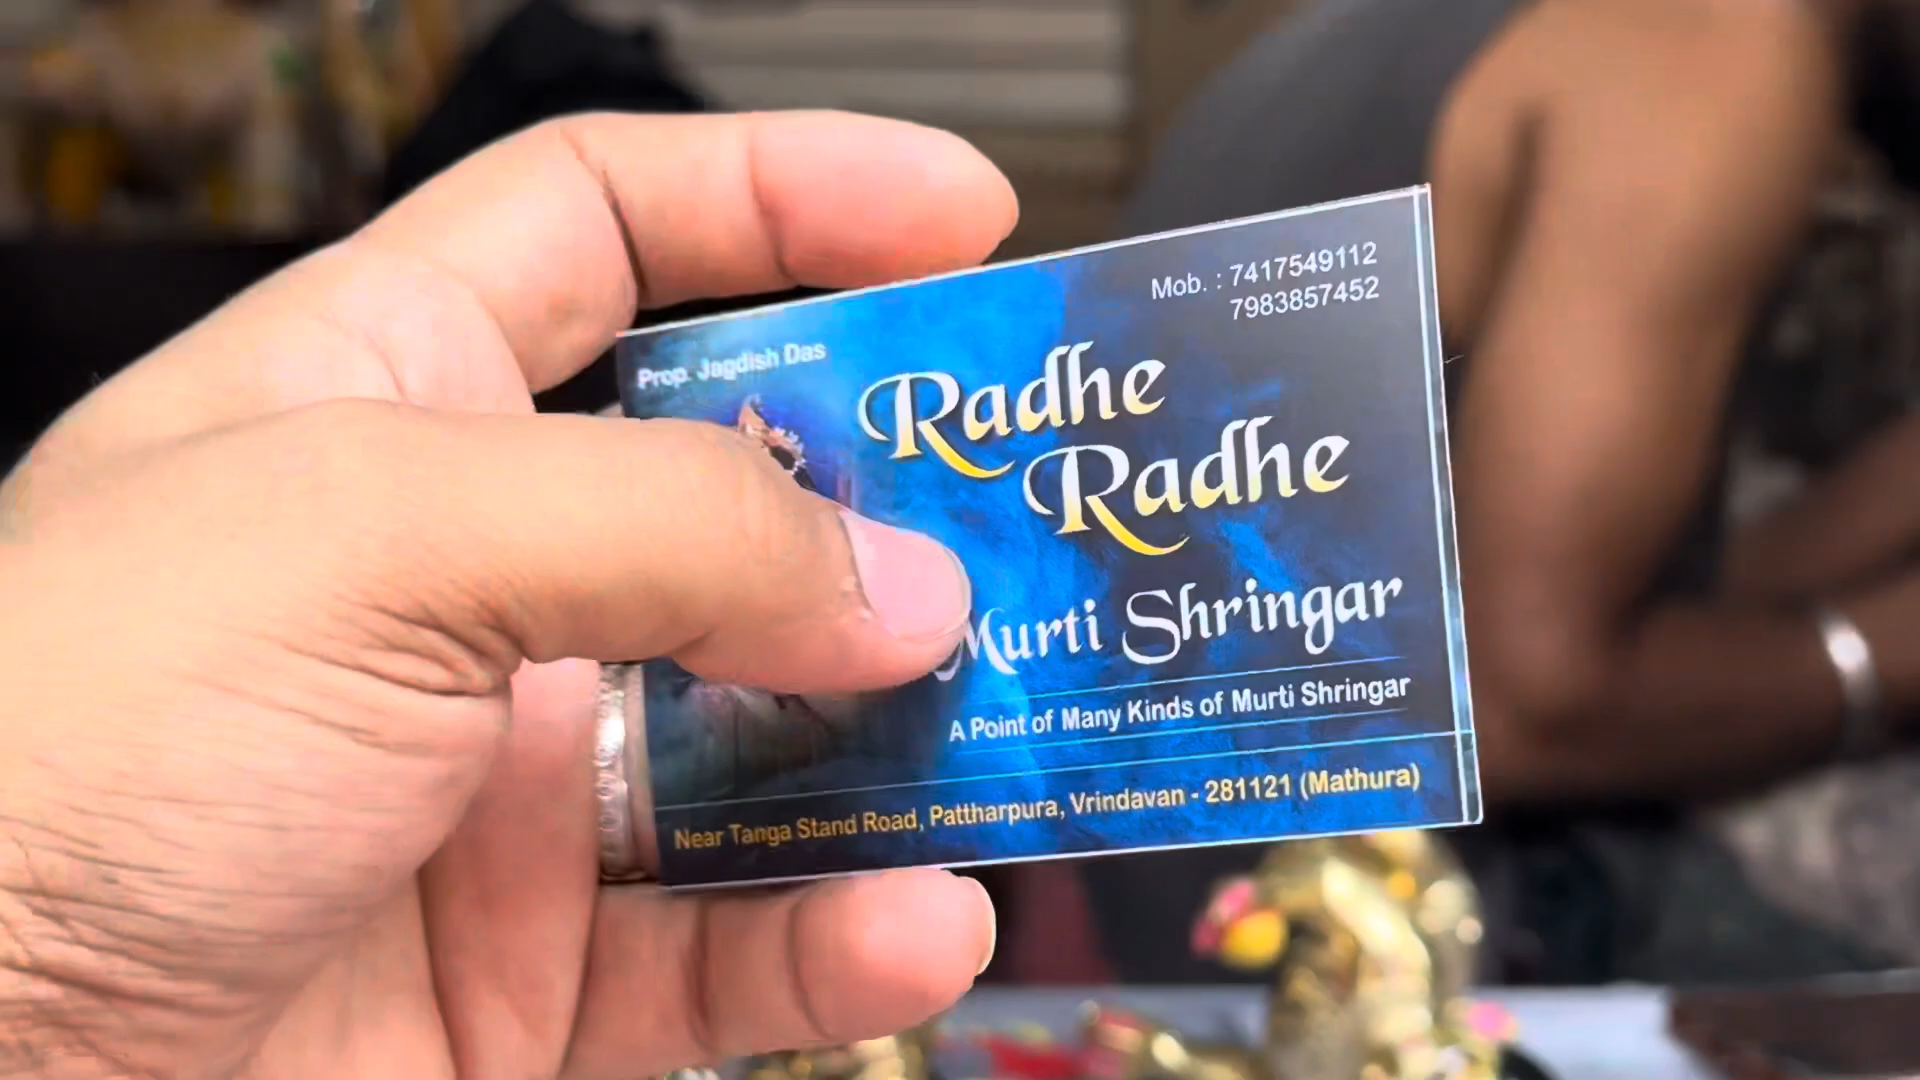 Mob. : 7417549112
7983857452
Prop. Jagdish Das
Radhe
Radhe
Murti Shringar
A Point of Many Kinds of Murti Shringar
Near Tanga Stand Road, Pattharpura, Vrindavan - 281121 (Mathura)